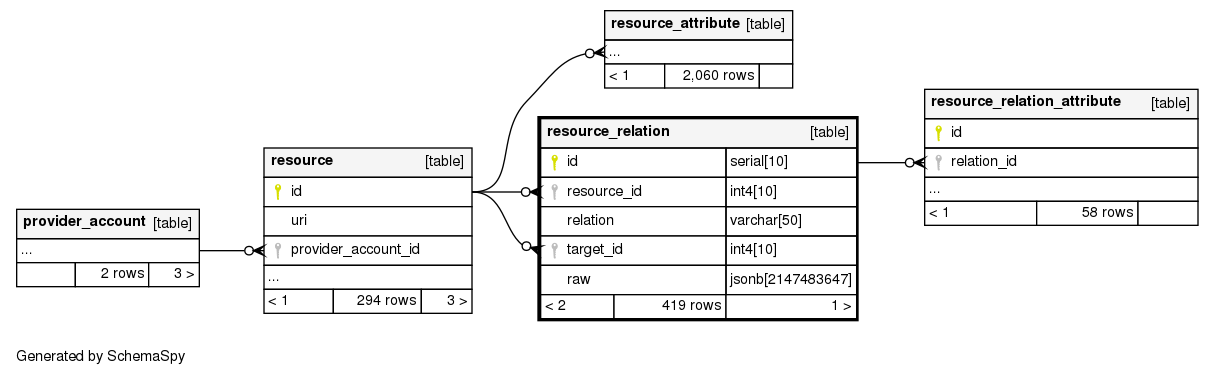 resource_attribute [table]
...
< 1 2,060 rows
resource_relation_attribute [table]
id
relation_id
...
< 1 58 rows
resource_relation [table]
id serial[10]
resource_id int4[10]
relation varchar[50]
target_id int4[10]
raw jsonb[2147483647]
< 2 419 rows 1 >
resource [table]
id
uri
provider_account_id
...
< 1 294 rows 3 >
provider_account [table]
...
2 rows 3 >
Generated by SchemaSpy